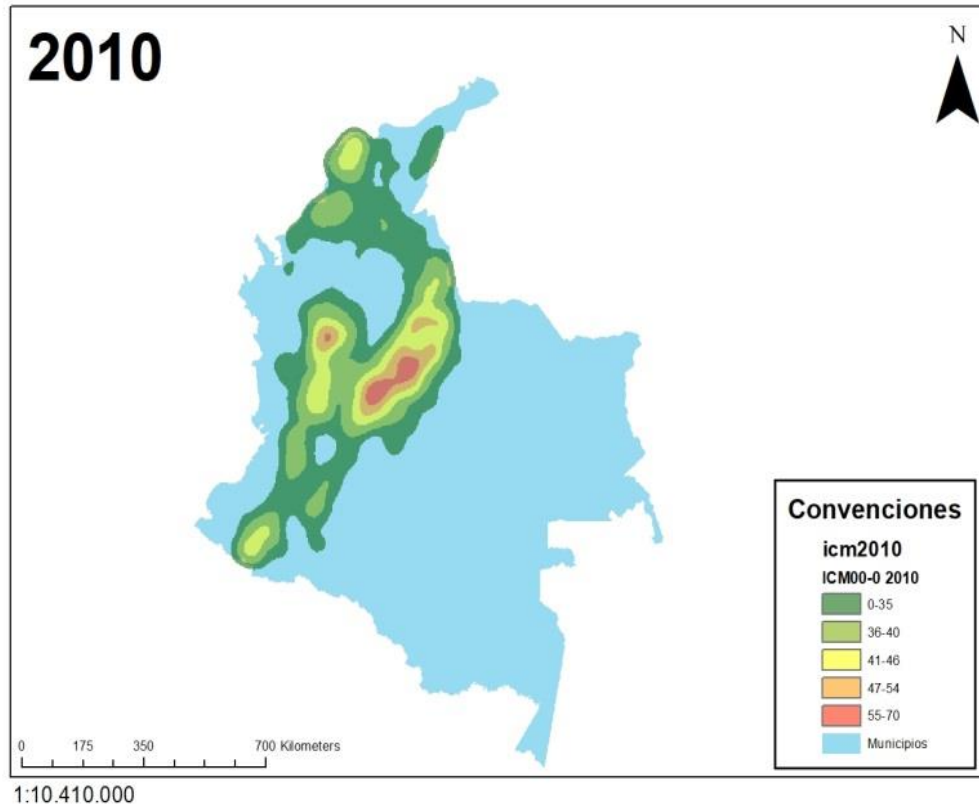 2010
N
Convenciones
icm2010
ICM00-0 2010
0-35
36-40
41-46
47-54
55-70
Municipios
0 175 350 700 Kilometers
1:10.410.000